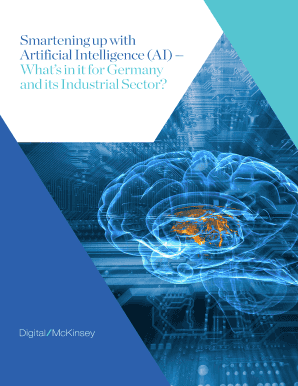 Smartening up with
Artificial Intelligence (AI) –
What's in it for Germany
and its Industrial Sector?
Digital/McKinsey